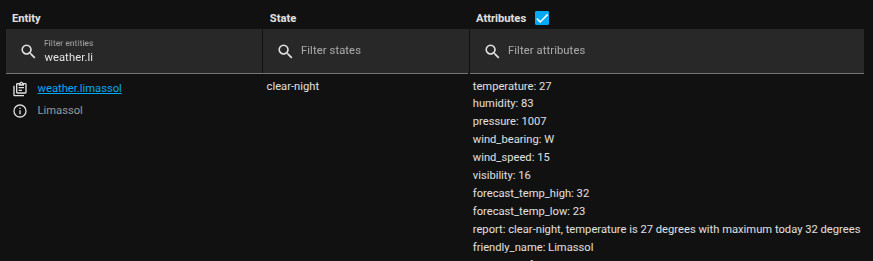 Entity State Attributes
Filter entities
weather.li Filter states Filter attributes
weather.limassol clear-night temperature: 27
humidity: 83
Limassol
pressure: 1007
wind_bearing: W
wind_speed: 15
visibility: 16
forecast_temp_high: 32
forecast_temp_low: 23
report: clear-night, temperature is 27 degrees with maximum today 32 degrees
friendly_name: Limassol